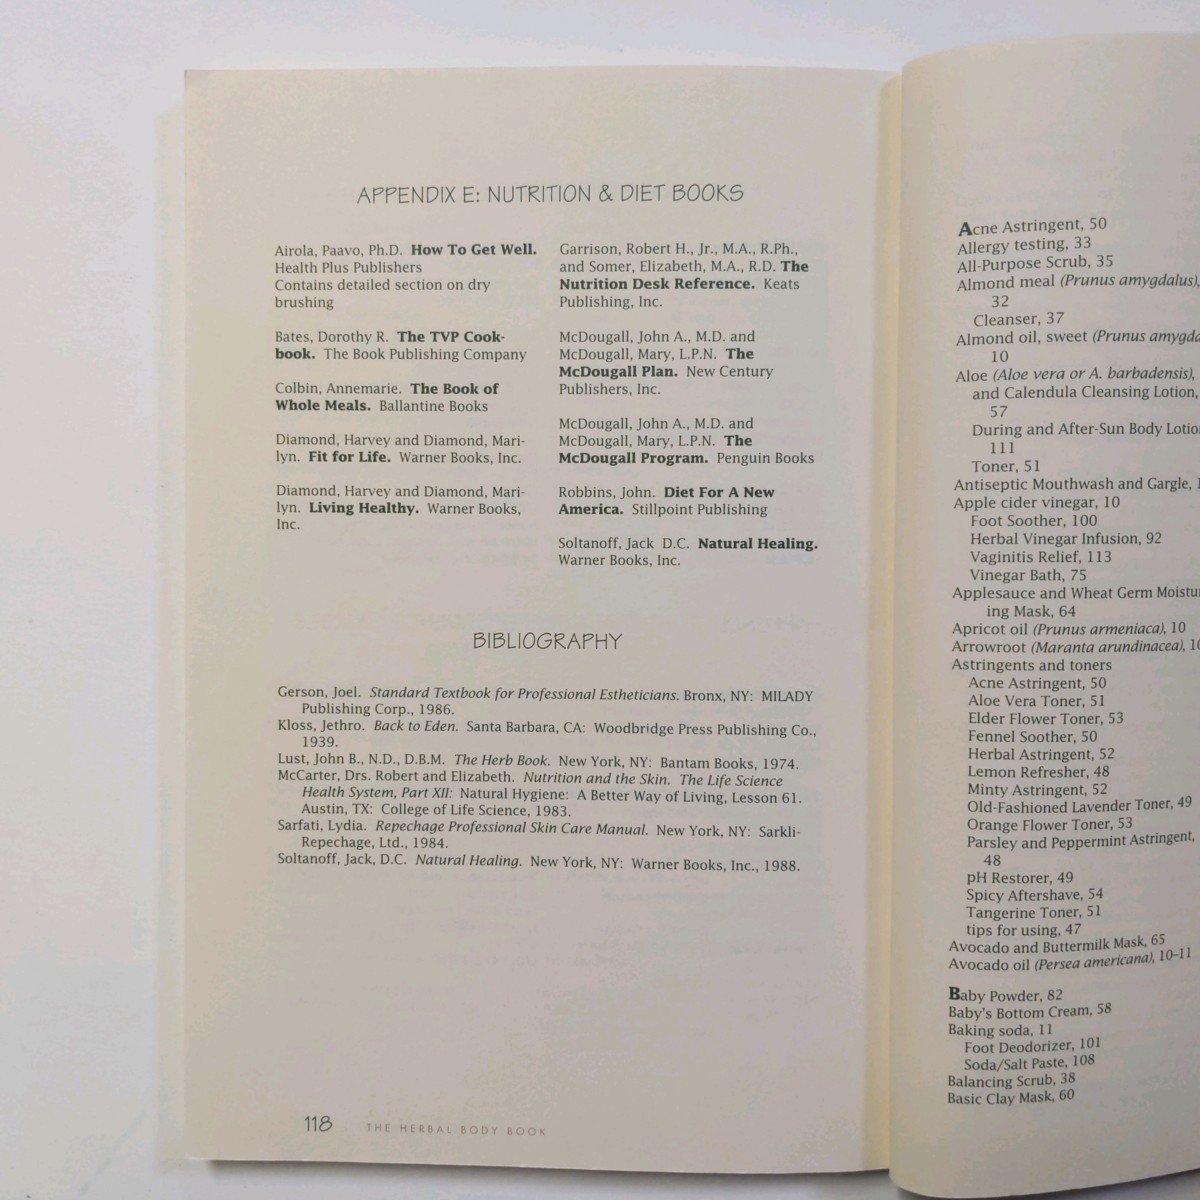 APPENDIX E: NUTRITION & DIET BOOKS
Airola, Paavo, Ph.D. How To Get Well.
Health Plus Publishers
Contains detailed section on dry
brushing
Bates, Dorothy R. The TVP Cook-
book. The Book Publishing Company
Colbin, Annemarie. The Book of
Whole Meals. Ballantine Books
Diamond, Harvey and Diamond, Mari-
lyn. Fit for Life. Warner Books, Inc.
Diamond, Harvey and Diamond, Mari-
lyn. Living Healthy. Warner Books,
Inc.
Garrison, Robert H., Jr., M.A., R.Ph.,
and Somer, Elizabeth, M.A., R.D. The
Nutrition Desk Reference. Keats
Publishing, Inc.
McDougall, John A., M.D. and
McDougall, Mary, L.P.N. The
McDougall Plan. New Century
Publishers, Inc.
McDougall, John A., M.D. and
McDougall, Mary, L.P.N. The
McDougall Program. Penguin Books
Robbins, John. Diet For A New
America. Stillpoint Publishing
Soltanoff, Jack D.C. Natural Healing.
Warner Books, Inc.
BIBLIOGRAPHY
Gerson, Joel. Standard Textbook for Professional Estheticians. Bronx, NY: MILADY
Publishing Corp., 1986.
Kloss, Jethro. Back to Eden. Santa Barbara, CA: Woodbridge Press Publishing Co.,
1939.
Lust, John B., N.D., D.B.M. The Herb Book. New York, NY: Bantam Books, 1974.
McCarter, Drs. Robert and Elizabeth. Nutrition and the Skin. The Life Science
Health System, Part XII: Natural Hygiene: A Better Way of Living, Lesson 61.
Austin, TX: College of Life Science, 1983.
Sarfati, Lydia. Repechage Professional Skin Care Manual. New York, NY: Sarkli-
Repechage, Ltd., 1984.
Soltanoff, Jack, D.C. Natural Healing. New York, NY: Warner Books, Inc., 1988.
118 THE HERBAL BODY BOOK
Acne Astringent, 50
Allergy testing, 33
All-Purpose Scrub, 35
Almond meal (Prunus amygdalus),
32
Cleanser, 37
Almond oil, sweet (Prunus
10
Aloe (Aloe vera or A. barbadensis),
and Calendula Cleansing Lotion,
57
During and After-Sun Body
111
Toner, 51
Antiseptic Mouthwash and Gargle,
Apple cider vinegar, 10
Foot Soother, 100
Herbal Vinegar Infusion, 92
Vaginitis Relief, 113
Vinegar Bath, 75
Applesauce and Wheat Germ
ing Mask, 64
Apricot oil (Prunus armeniaca), 10
Arrowroot (Maranta arundinacea),
Astringents and toners
Acne Astringent, 50
Aloe Vera Toner, 51
Elder Flower Toner, 53
Fennel Soother, 50
Herbal Astringent, 52
Lemon Refresher, 48
Minty Astringent, 52
Old-Fashioned Lavender Toner, 49
Orange Flower Toner, 53
Parsley and Peppermint Astringent,
48
pH Restorer, 49
Spicy Aftershave, 54
Tangerine Toner, 51
tips for using, 47
Avocado and Buttermilk Mask, 65
Avocado oil (Persea americana), 10–11
Baby Powder, 82
Baby's Bottom Cream, 58
Baking soda, 11
Foot Deodorizer, 101
Soda/Salt Paste, 108
Balancing Scrub, 38
Basic Clay Mask, 60